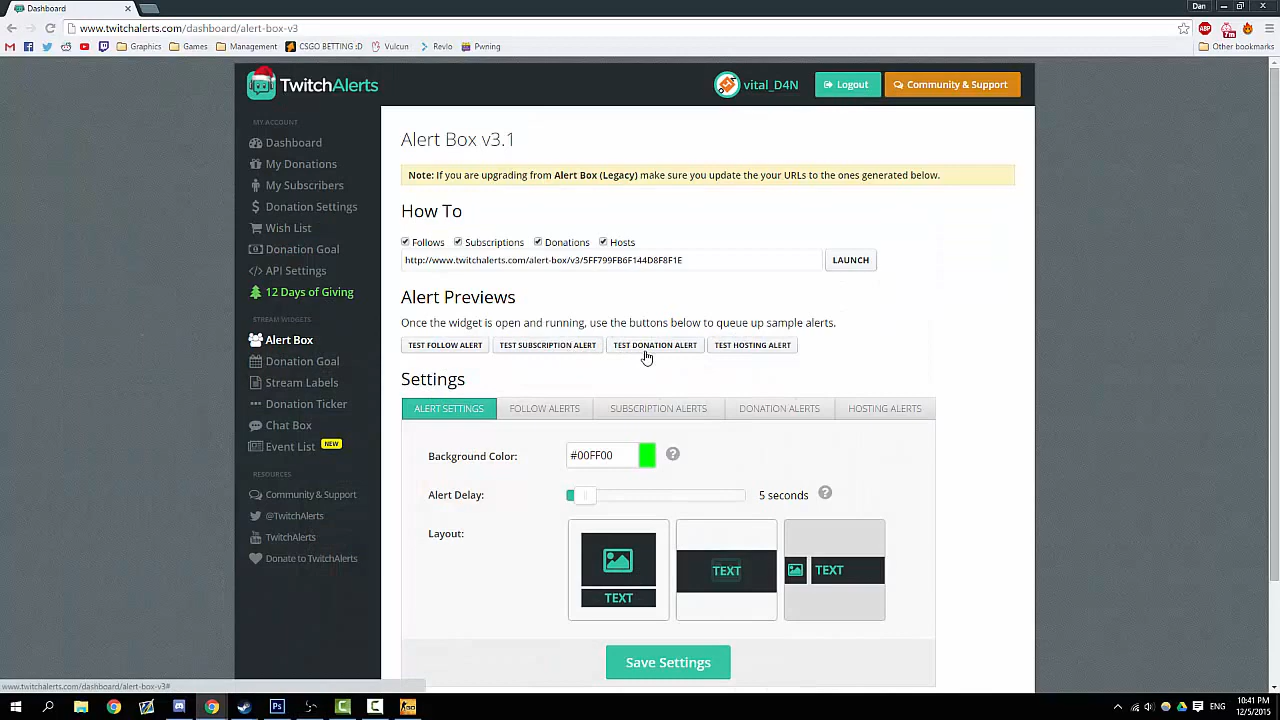 Dashboard
Dan
www.twitchalerts.com/dashboard/alert-box-v3
Graphics
Games
Management
CSGO BETTING :D
Vulcun
Revlo
Pwning
Other bookmarks
TwitchAlerts
vital_D4N
Logout
Community & Support
MY ACCOUNT
Dashboard
My Donations
My Subscribers
Donation Settings
Wish List
Donation Goal
API Settings
12 Days of Giving
STREAM WIDGETS
Alert Box
Donation Goal
Stream Labels
Donation Ticker
Chat Box
Event List NEW
RESOURCES
Community & Support
@TwitchAlerts
TwitchAlerts
Donate to TwitchAlerts
Alert Box v3.1
Note: If you are upgrading from Alert Box (Legacy) make sure you update the your URLs to the ones generated below.
How To
Follows Subscriptions Donations Hosts
http://www.twitchalerts.com/alert-box/v3/5FF799FB6F144D8F8F1E
LAUNCH
Alert Previews
Once the widget is open and running, use the buttons below to queue up sample alerts.
TEST FOLLOW ALERT TEST SUBSCRIPTION ALERT TEST DONATION ALERT TEST HOSTING ALERT
Settings
ALERT SETTINGS FOLLOW ALERTS SUBSCRIPTION ALERTS DONATION ALERTS HOSTING ALERTS
Background Color: #00FF00
Alert Delay: 5 seconds
Layout:
TEXT
TEXT
TEXT
Save Settings
www.twitchalerts.com/dashboard/alert-box-v3#
ENG
10:41 PM
12/5/2015